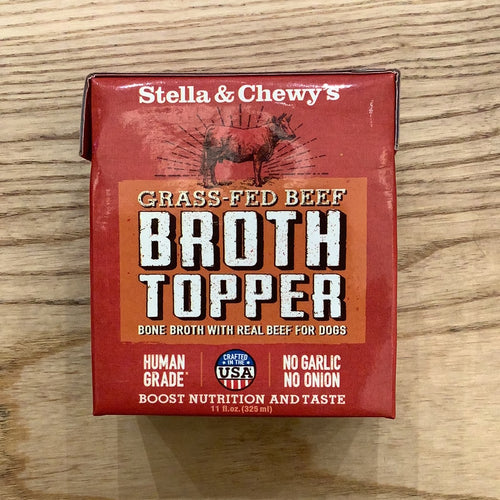 Stella & Chewy's
GRASS-FED BEEF
BROTH
TOPPER
BONE BROTH WITH REAL BEEF FOR DOGS
HUMAN
GRADE*
CRAFTED
IN THE
USA
NO GARLIC
NO ONION
BOOST NUTRITION AND TASTE
11 fl.oz. (325 ml)